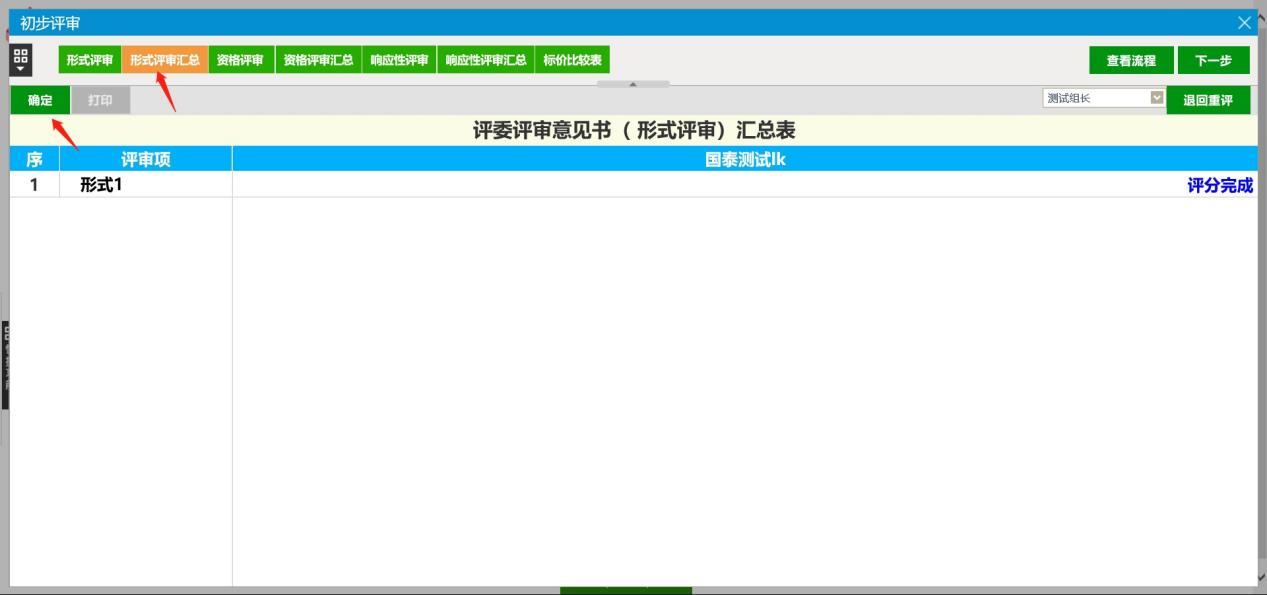 初步评审
形式评审 形式评审汇总 资格评审 资格评审汇总 响应性评审 响应性评审汇总 标价比较表 查看流程 下一步
确定 打印 测试组长 退回重评
评委评审意见书（ 形式评审）汇总表
序 评审项 国泰测试lk
1 形式1 评分完成